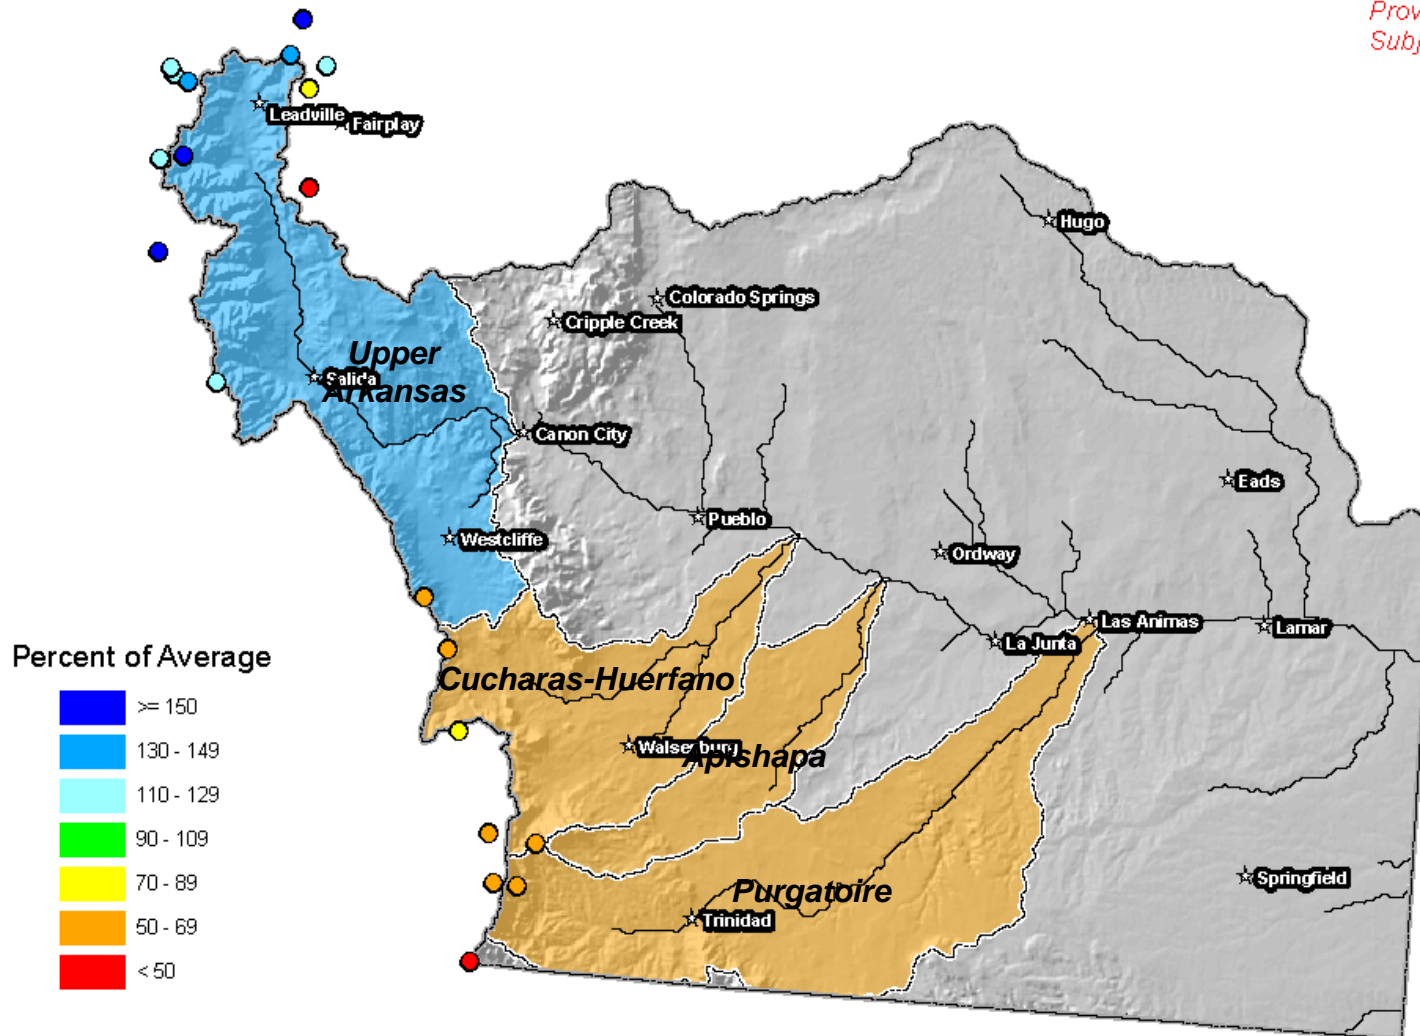 Prov
Subj
Leadville
Fairplay
Hugo
Colorado Springs
Cripple Creek
Upper
Arkansas
Salida
Canon City
Eads
Pueblo
Ordway
Westcliffe
Las Animas
Lamar
La Junta
Percent of Average
Cucharas-Huerfano
>= 150
130 - 149
Walsenburg
Apishapa
110 - 129
90 - 109
70 - 89
Purgatoire
Springfield
50 - 69
Trinidad
< 50